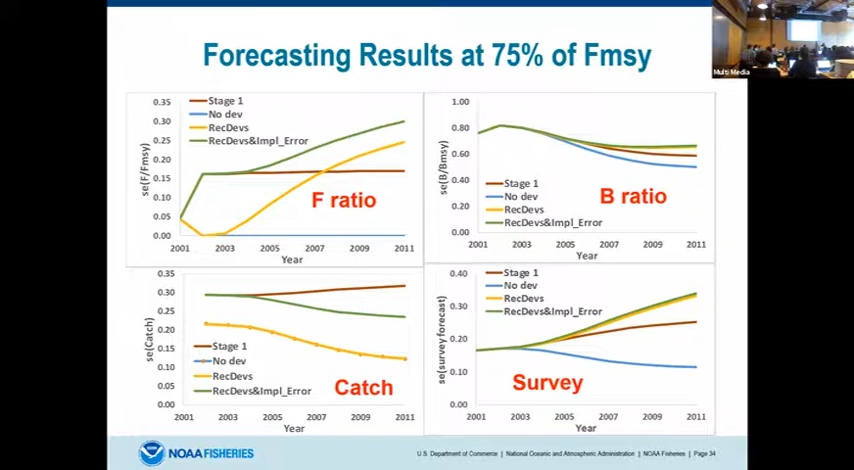 Forecasting Results at 75% of Fmsy
Multi Media
0.35
0.30
0.25
0.20
0.15
0.10
0.05
0.00
se(F/Fmsy)
Stage 1
No dev
RecDevs
RecDevs&Impl_Error
F ratio
2001 2003 2005 2007 2009 2011
Year
1.00
0.80
0.60
0.40
0.20
0.00
se(B/Bmsy)
B ratio
Stage 1
No dev
RecDevs
RecDevs&Impl_Error
2001 2003 2005 2007 2009 2011
Year
0.35
0.30
0.25
0.20
0.15
0.10
0.05
0.00
se(Catch)
Stage 1
No dev
RecDevs
RecDevs&Impl_Error
Catch
2001 2003 2005 2007 2009 2011
Year
0.40
0.30
0.20
0.10
0.00
se(survey forecast)
Stage 1
No dev
RecDevs
RecDevs&Impl_Error
Survey
2001 2003 2005 2007 2009 2011
Year
NOAA FISHERIES
U.S. Department of Commerce | National Oceanic and Atmospheric Administration | NOAA Fisheries | Page 34